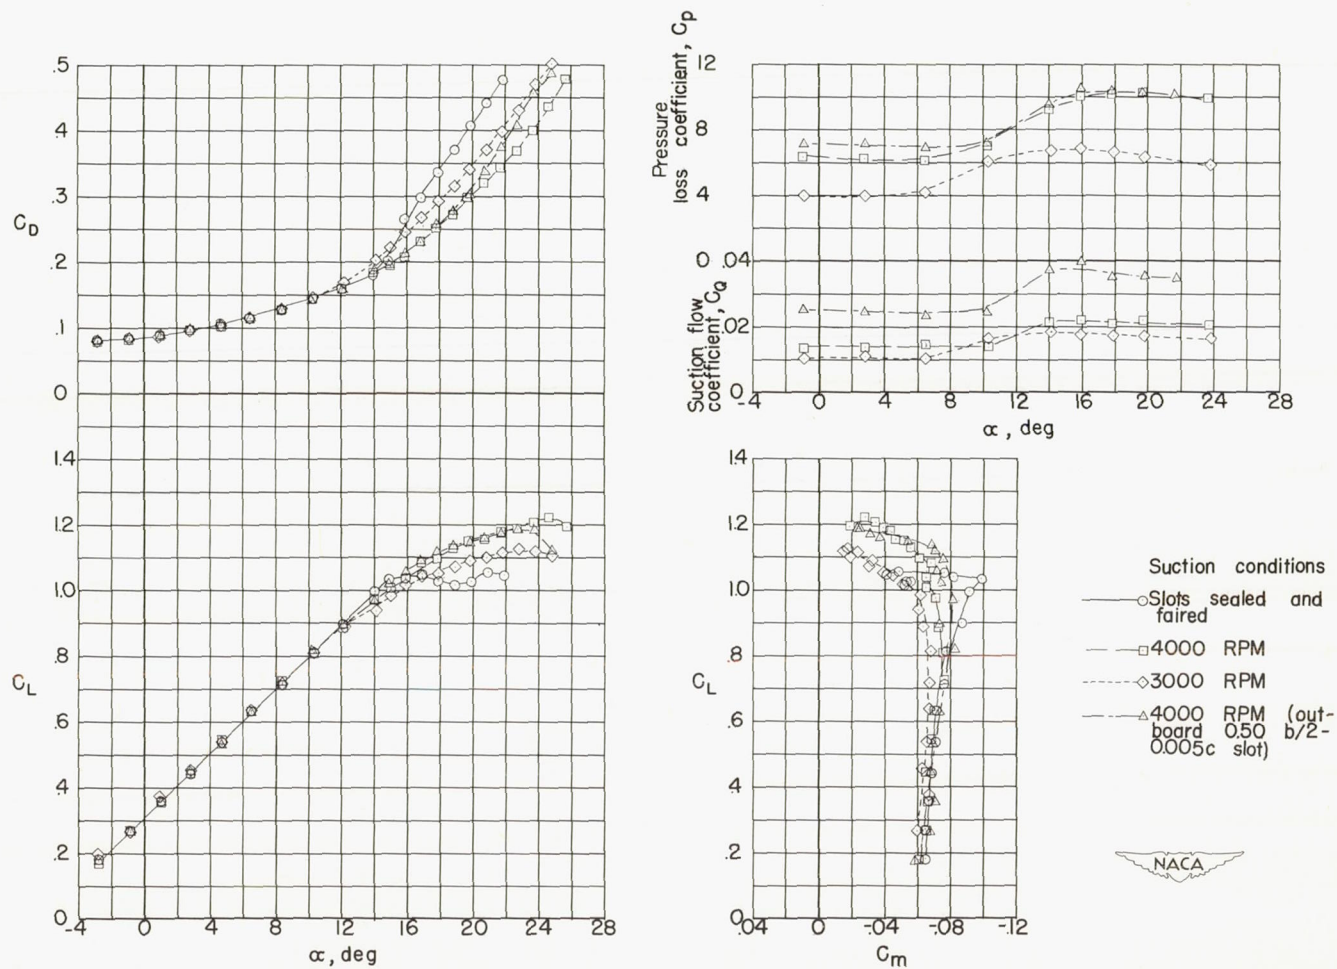 .5
.4
.3
C_D
.2
.1
0
1.4
1.2
1.0
.8
C_L
.6
.4
.2
0
-4 0 4 8 12 16 20 24 28
∝, deg
Pressure
loss coefficient, C_p
12
8
4
0
.04
Suction flow
coefficient, C_Q
.02
0
-4 0 4 8 12 16 20 24 28
∝, deg
1.4
1.2
1.0
.8
C_L
.6
.4
.2
0
.04 0 -.04 -.08 -.12
C_m
Suction conditions
Slots sealed and
faired
4000 RPM
3000 RPM
4000 RPM (out-
board 0.50 b/2-
0.005c slot)
NACA